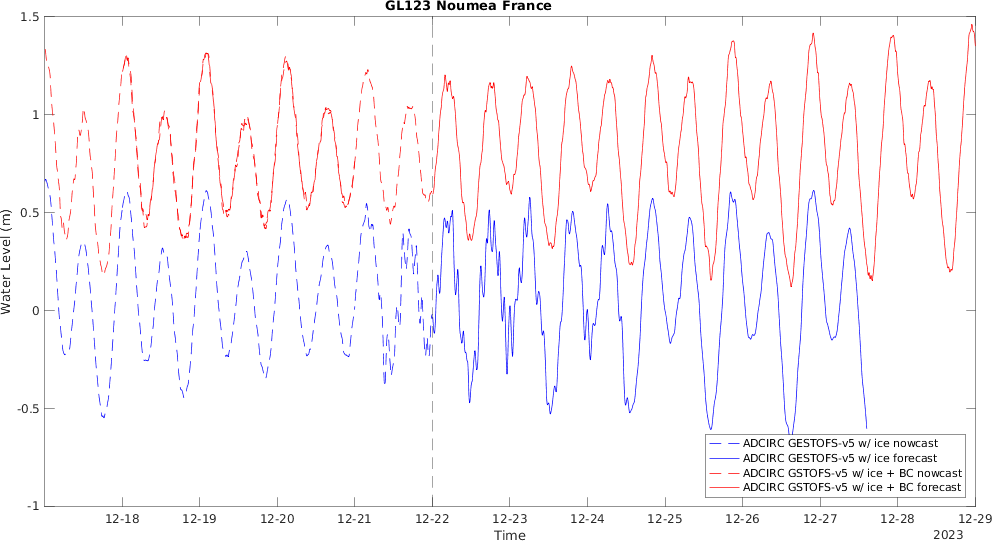 GL123 Noumea France
1.5
1
0.5
0
-0.5
-1
Water Level (m)
12-18 12-19 12-20 12-21 12-22 12-23 12-24 12-25 12-26 12-27 12-28 12-29
Time
2023
ADCIRC GESTOFS-v5 w/ ice nowcast
ADCIRC GESTOFS-v5 w/ ice forecast
ADCIRC GSTOFS-v5 w/ ice + BC nowcast
ADCIRC GSTOFS-v5 w/ ice + BC forecast